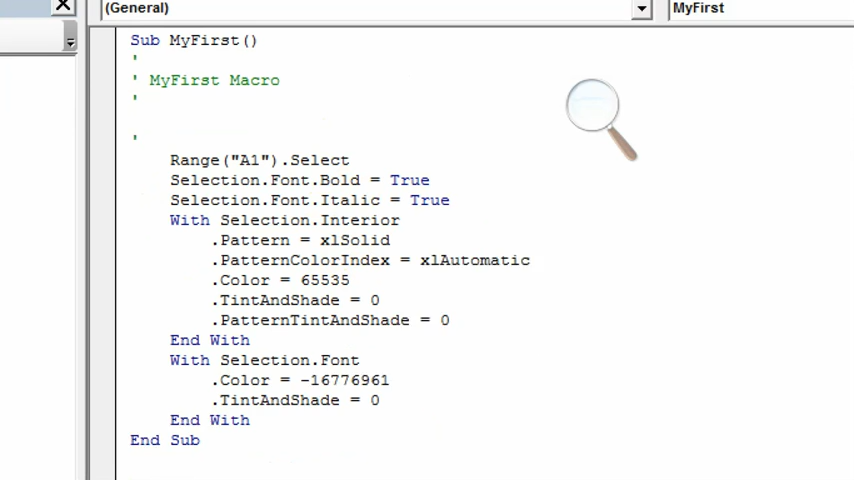 (General)
MyFirst
Sub MyFirst()
'
' MyFirst Macro
'
'
Range("A1").Select
Selection.Font.Bold = True
Selection.Font.Italic = True
With Selection.Interior
.Pattern = xlSolid
.PatternColorIndex = xlAutomatic
.Color = 65535
.TintAndShade = 0
.PatternTintAndShade = 0
End With
With Selection.Font
.Color = -16776961
.TintAndShade = 0
End With
End Sub